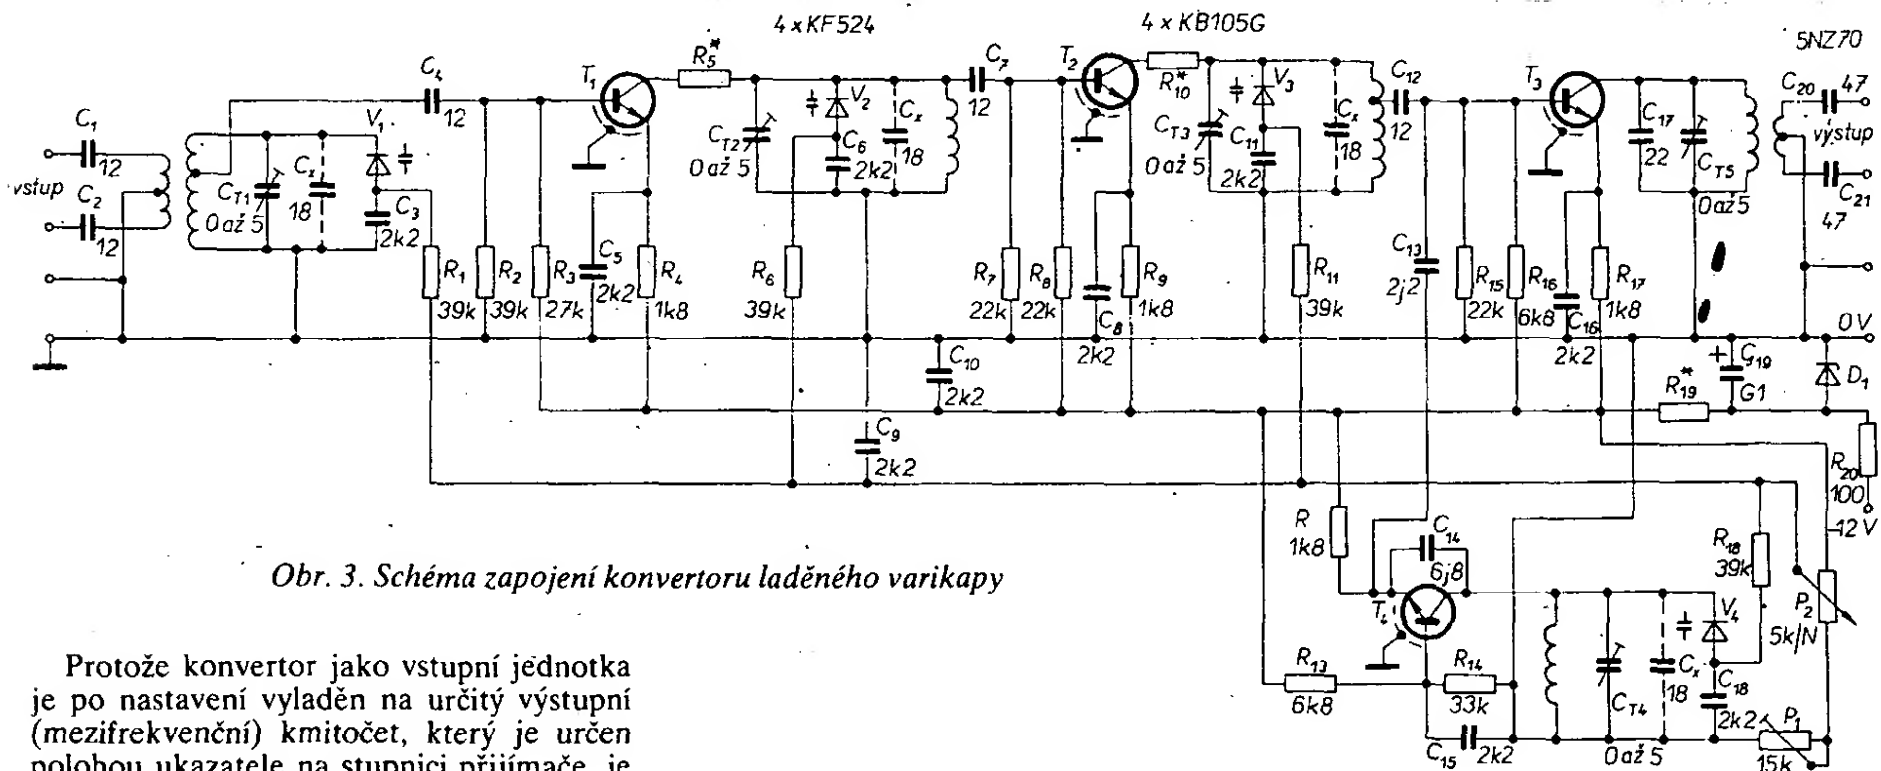 4 x KF524
4 x KB105G
5NZ70
C1
12
vstup
C2
12
CT1
0 až 5
Cx
18
V1
C3
2k2
C4
12
R1
39k
R2
39k
R3
27k
T1
C5
2k2
R4
1k8
R5*
CT2
0 až 5
V2
C6
2k2
Cx
18
R6
39k
C7
12
R7
22k
R8
22k
T2
C8
2k2
R9
1k8
R10*
CT3
0 až 5
V3
C11
2k2
Cx
18
R11
39k
C12
12
C13
2j2
R15
22k
R16
6k8
T3
C16
2k2
R17
1k8
C17
22
CT5
0 až 5
C20
47
výstup
C21
47
0V
C10
2k2
C9
2k2
R19*
+
C19
G1
D1
R20
100
-12V
R
1k8
C14
6j8
T4
R13
6k8
R14
33k
C15
2k2
CT4
0 až 5
Cx
18
V4
C18
2k2
R18
39k
P2
5k/N
P1
15k
Obr. 3. Schéma zapojení konvertoru laděného varikapy
Protože konvertor jako vstupní jednotka
je po nastavení vyladěn na určitý výstupní
(mezifrekvenční) kmitočet, který je určen
polohou ukazatele na stupnici přijímače, je